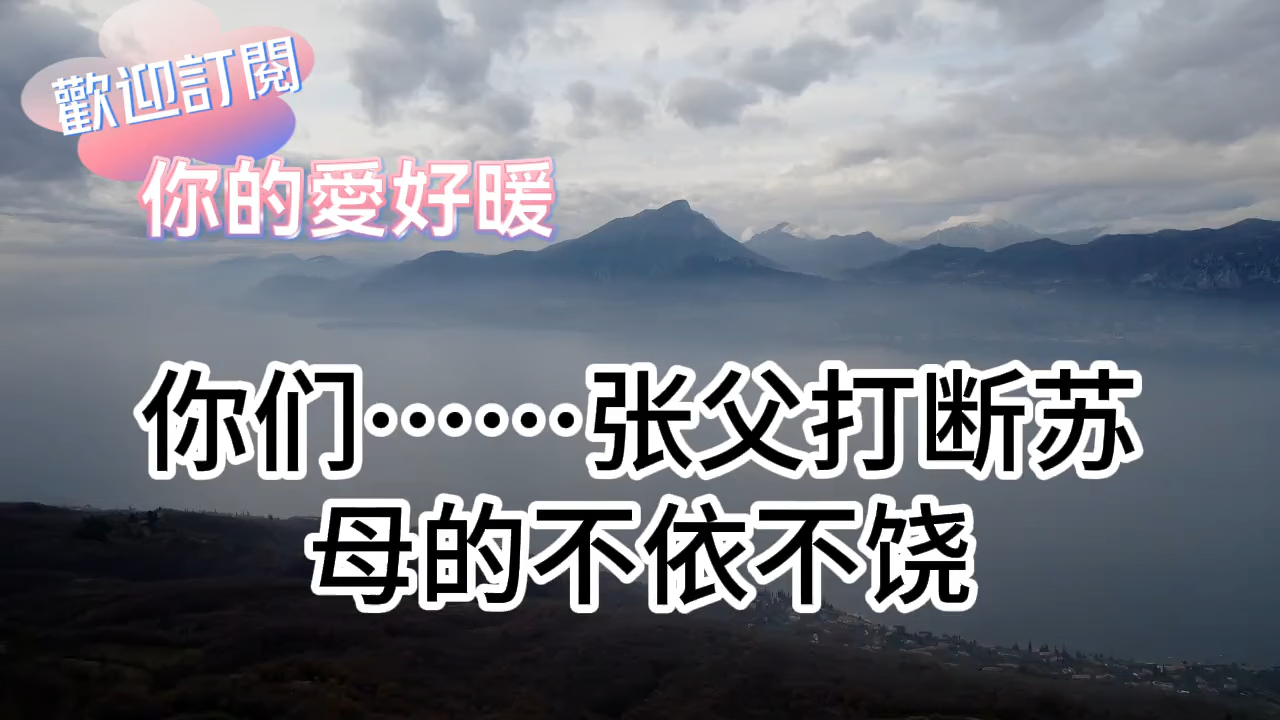 歡迎訂閱
你的愛好暖
你们……张父打断苏
母的不依不饶